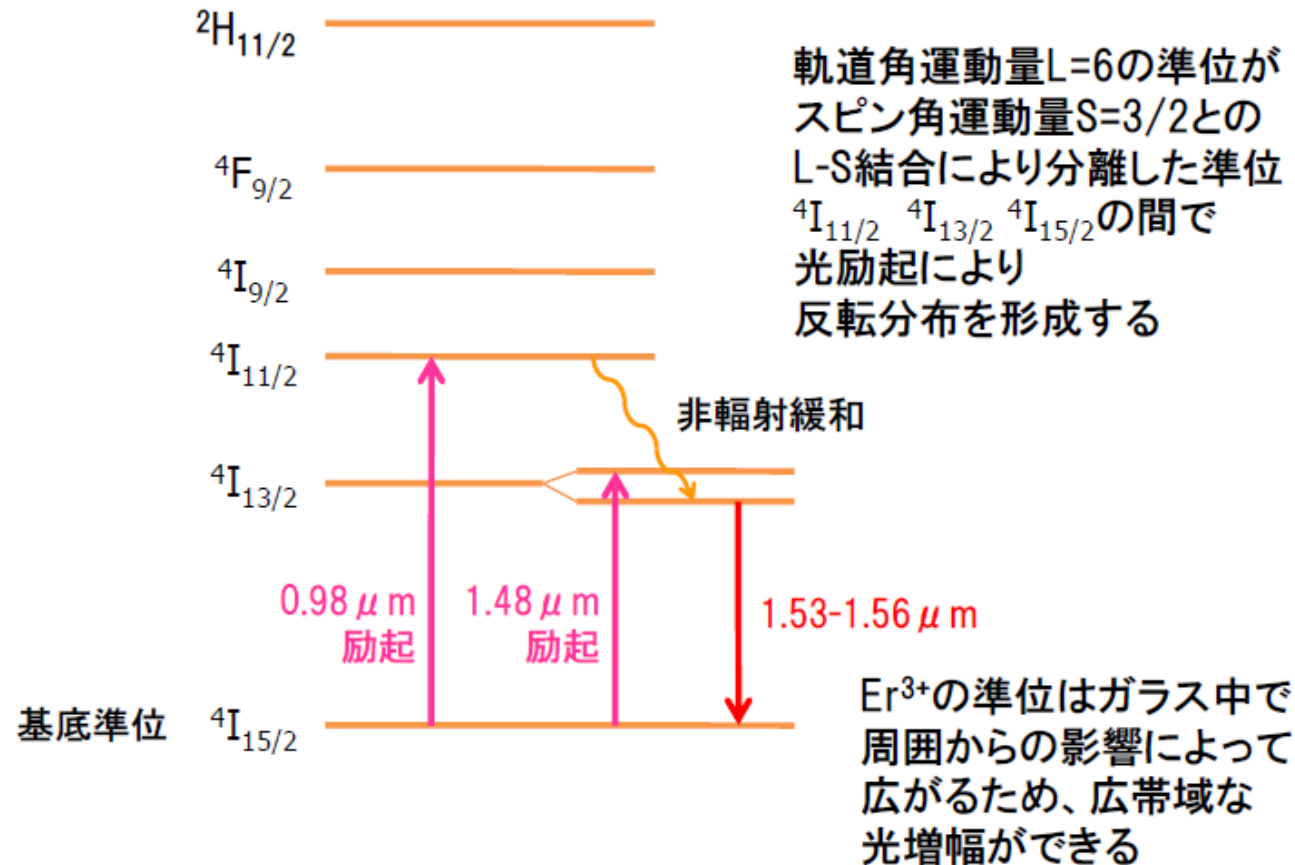 ²H₁₁/₂
軌道角運動量L=6の準位が
スピン角運動量S=3/2との
L-S結合により分離した準位
⁴I₁₁/₂ ⁴I₁₃/₂ ⁴I₁₅/₂の間で
光励起により
反転分布を形成する
⁴F₉/₂
⁴I₉/₂
⁴I₁₁/₂
非輻射緩和
⁴I₁₃/₂
0.98μm
励起
1.48μm
励起
1.53-1.56μm
基底準位 ⁴I₁₅/₂
Er³⁺の準位はガラス中で
周囲からの影響によって
広がるため、広帯域な
光増幅ができる